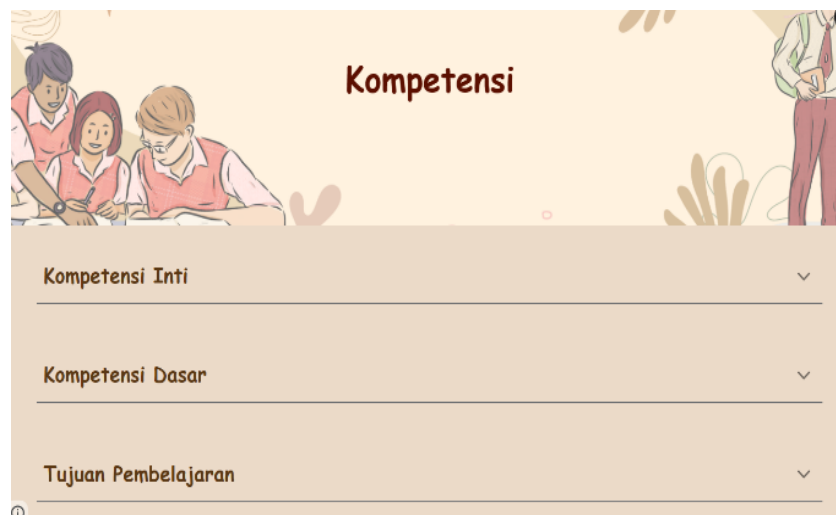 Kompetensi
Kompetensi Inti
Kompetensi Dasar
Tujuan Pembelajaran